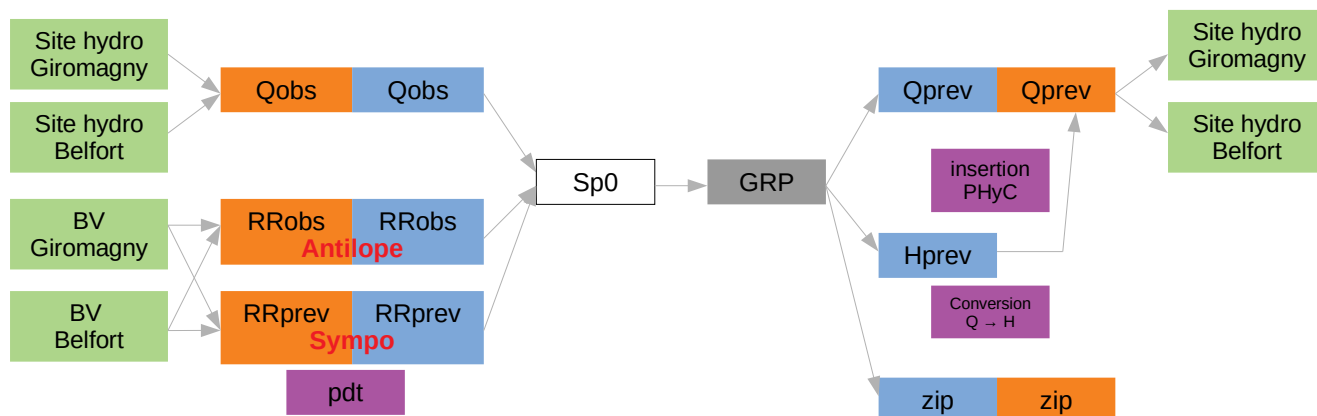 Site hydro
Giromagny
Site hydro
Belfort
BV
Giromagny
BV
Belfort
Qobs Qobs
RRobs RRobs
Antilope
RRprev RRprev
Sympo
pdt
Sp0
GRP
Qprev Qprev
insertion
PHyC
Hprev
Conversion
Q → H
zip zip
Site hydro
Giromagny
Site hydro
Belfort